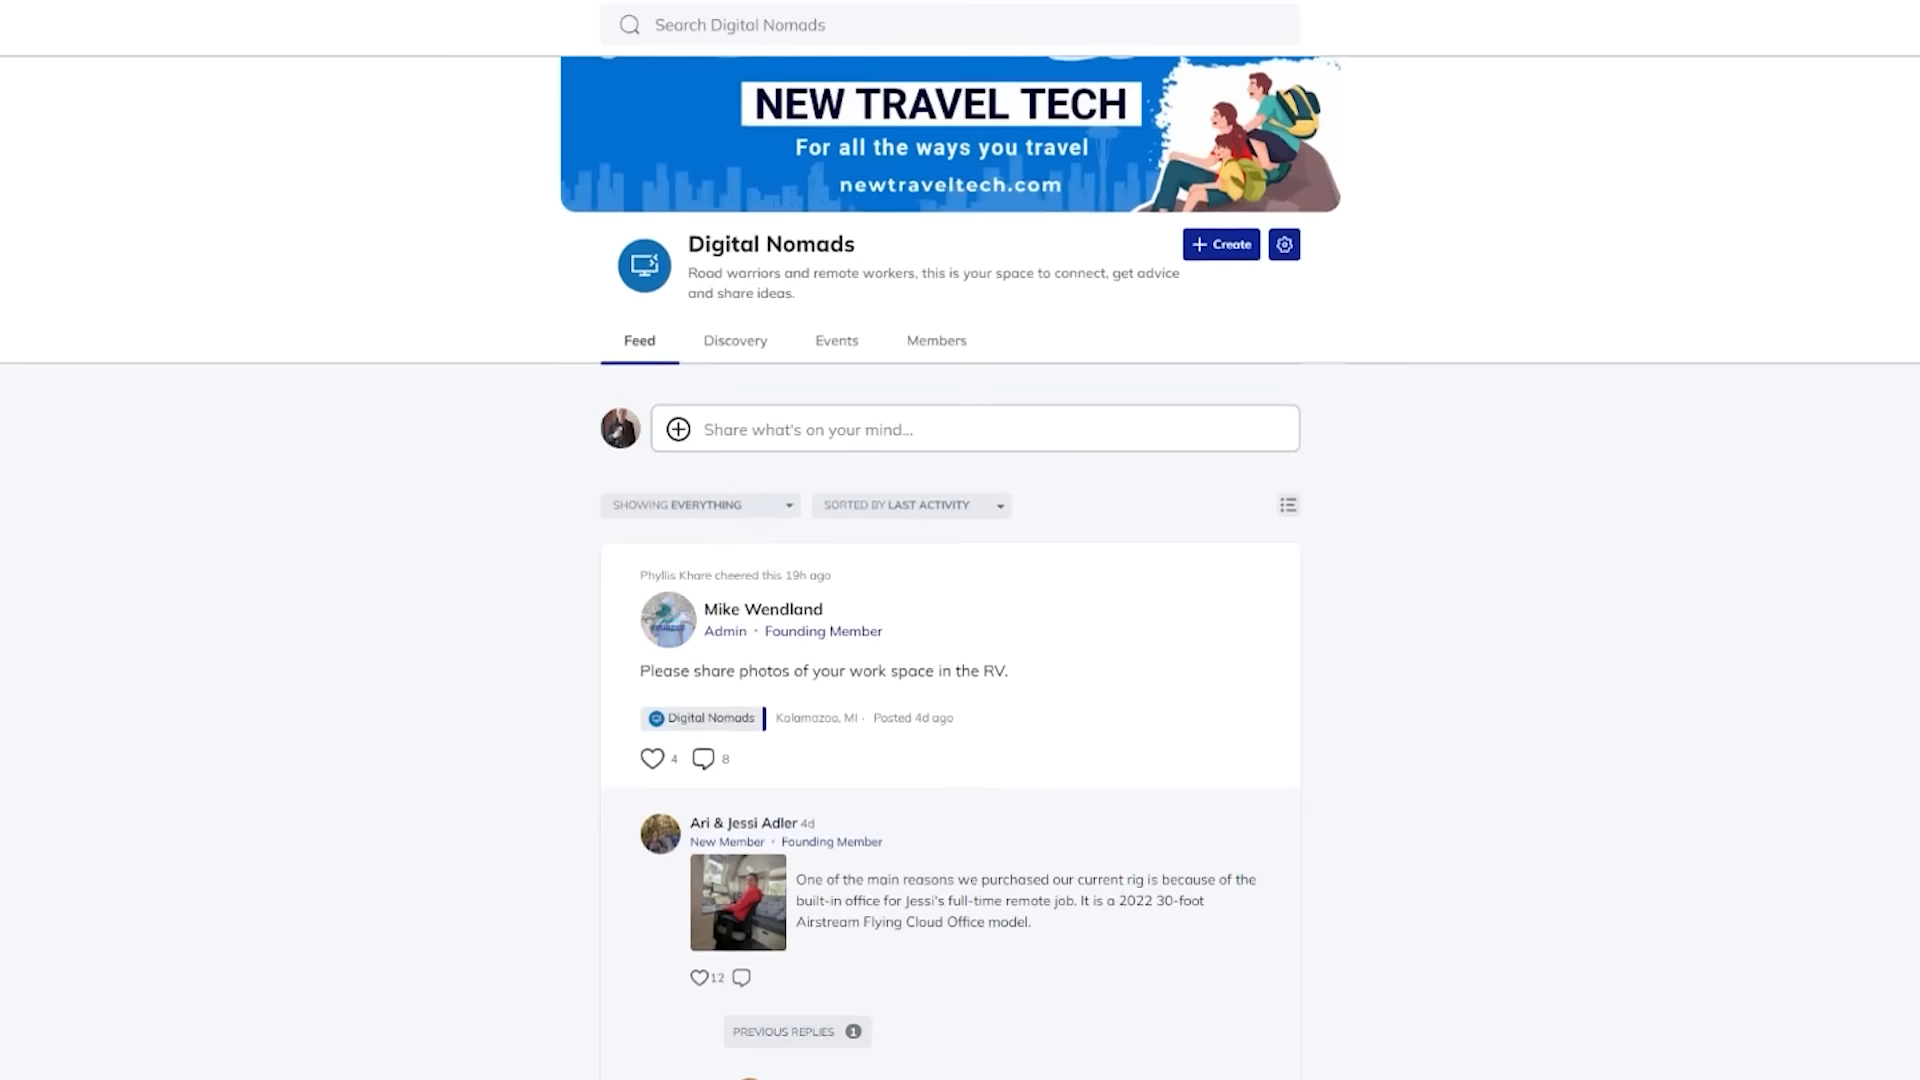 Search Digital Nomads
NEW TRAVEL TECH
For all the ways you travel
newtraveltech.com
Digital Nomads
+ Create
Road warriors and remote workers, this is your space to connect, get advice
and share ideas.
Feed
Discovery
Events
Members
Share what's on your mind...
SHOWING EVERYTHING
SORTED BY LAST ACTIVITY
Phyllis Khare cheered this 19h ago
Mike Wendland
Admin · Founding Member
Please share photos of your work space in the RV.
Digital Nomads
Kalamazoo, MI · Posted 4d ago
4
8
Ari & Jessi Adler 4d
New Member · Founding Member
One of the main reasons we purchased our current rig is because of the
built-in office for Jessi's full-time remote job. It is a 2022 30-foot
Airstream Flying Cloud Office model.
12
PREVIOUS REPLIES 1